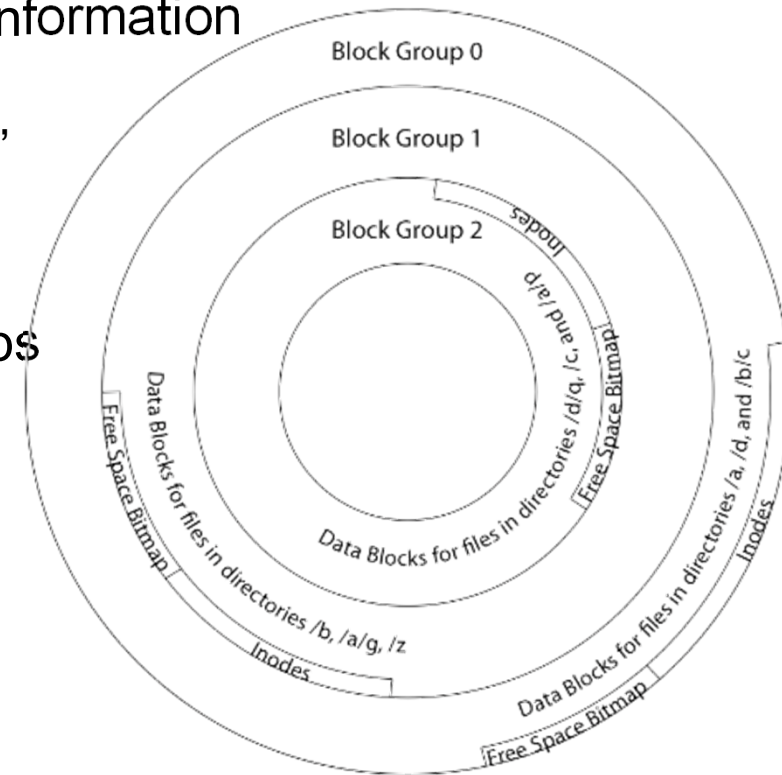 nformation
,
os
Block Group 0
Block Group 1
Block Group 2
Inodes
Free Space Bitmap
Data Blocks for files in directories /d/q, /c, and /a/p
Free Space Bitmap
Data Blocks for files in directories /b, /a/g, /z
Inodes
Data Blocks for files in directories /a, /d, and /b/c
Inodes
Free Space Bitmap